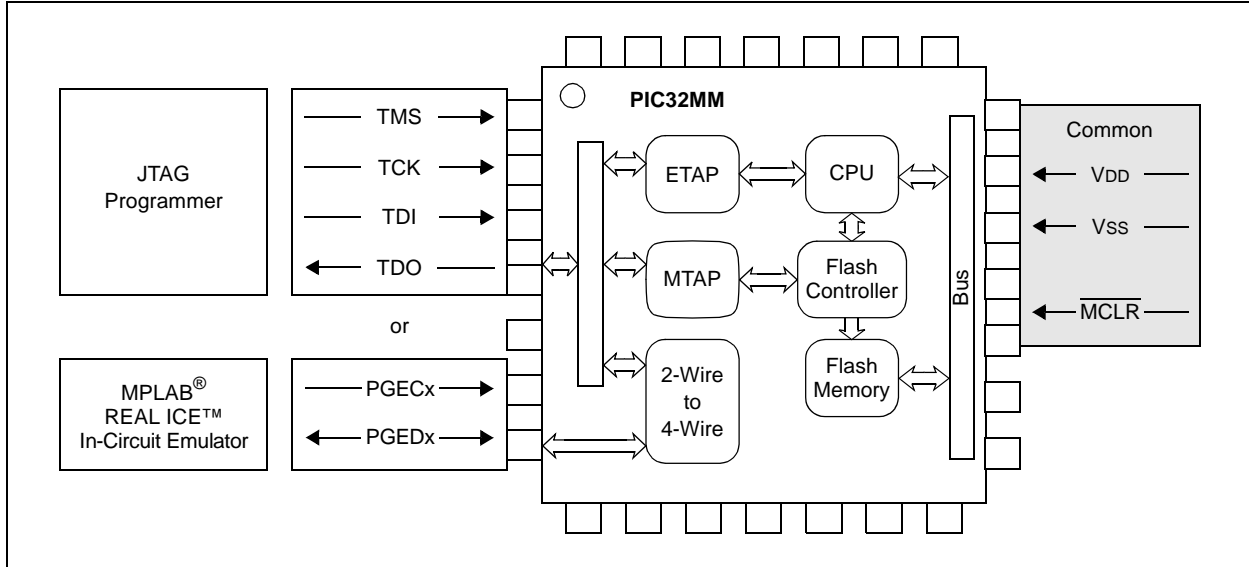 JTAG
Programmer
TMS
TCK
TDI
TDO
or
MPLAB®
REAL ICE™
In-Circuit Emulator
PGECx
PGEDx
PIC32MM
ETAP
CPU
MTAP
Flash
Controller
2-Wire
to
4-Wire
Flash
Memory
Bus
Common
VDD
VSS
MCLR